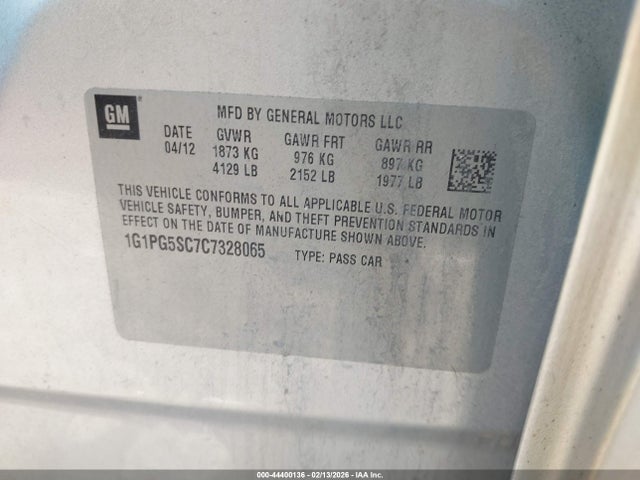 GM
MFD BY GENERAL MOTORS LLC
DATE GVWR GAWR FRT GAWR RR
04/12 1873 KG 976 KG 897 KG
4129 LB 2152 LB 1977 LB
THIS VEHICLE CONFORMS TO ALL APPLICABLE U.S. FEDERAL MOTOR
VEHICLE SAFETY, BUMPER, AND THEFT PREVENTION STANDARDS IN
EFFECT ON THE DATE OF MANUFACTURE SHOWN ABOVE.
1G1PG5SC7C7328065 TYPE: PASS CAR
000-44400136 - 02/13/2026 - IAA Inc.